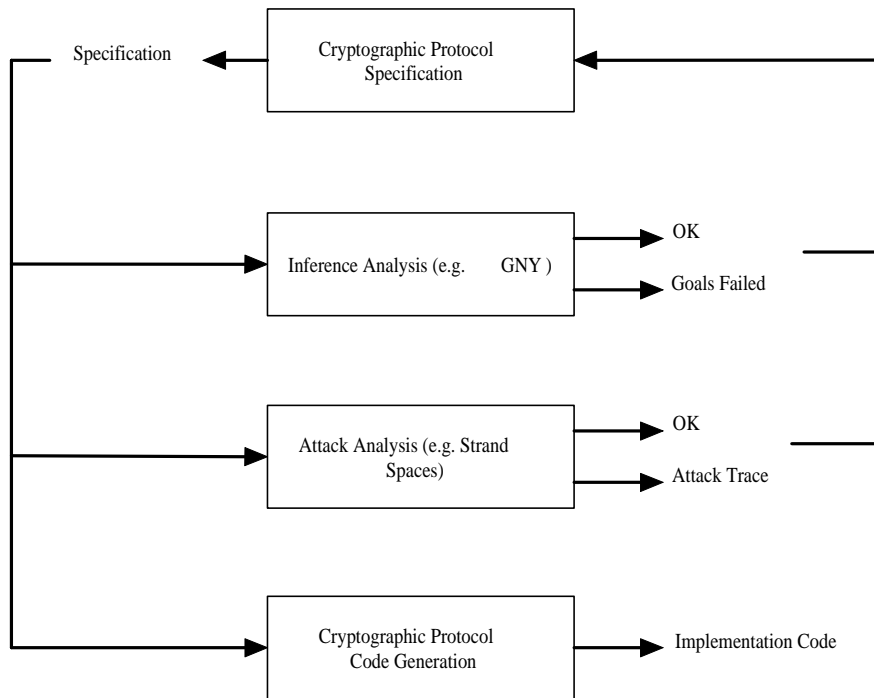 Specification
Cryptographic Protocol
Specification
Inference Analysis (e.g. GNY )
OK
Goals Failed
Attack Analysis (e.g. Strand
Spaces)
OK
Attack Trace
Cryptographic Protocol
Code Generation
Implementation Code